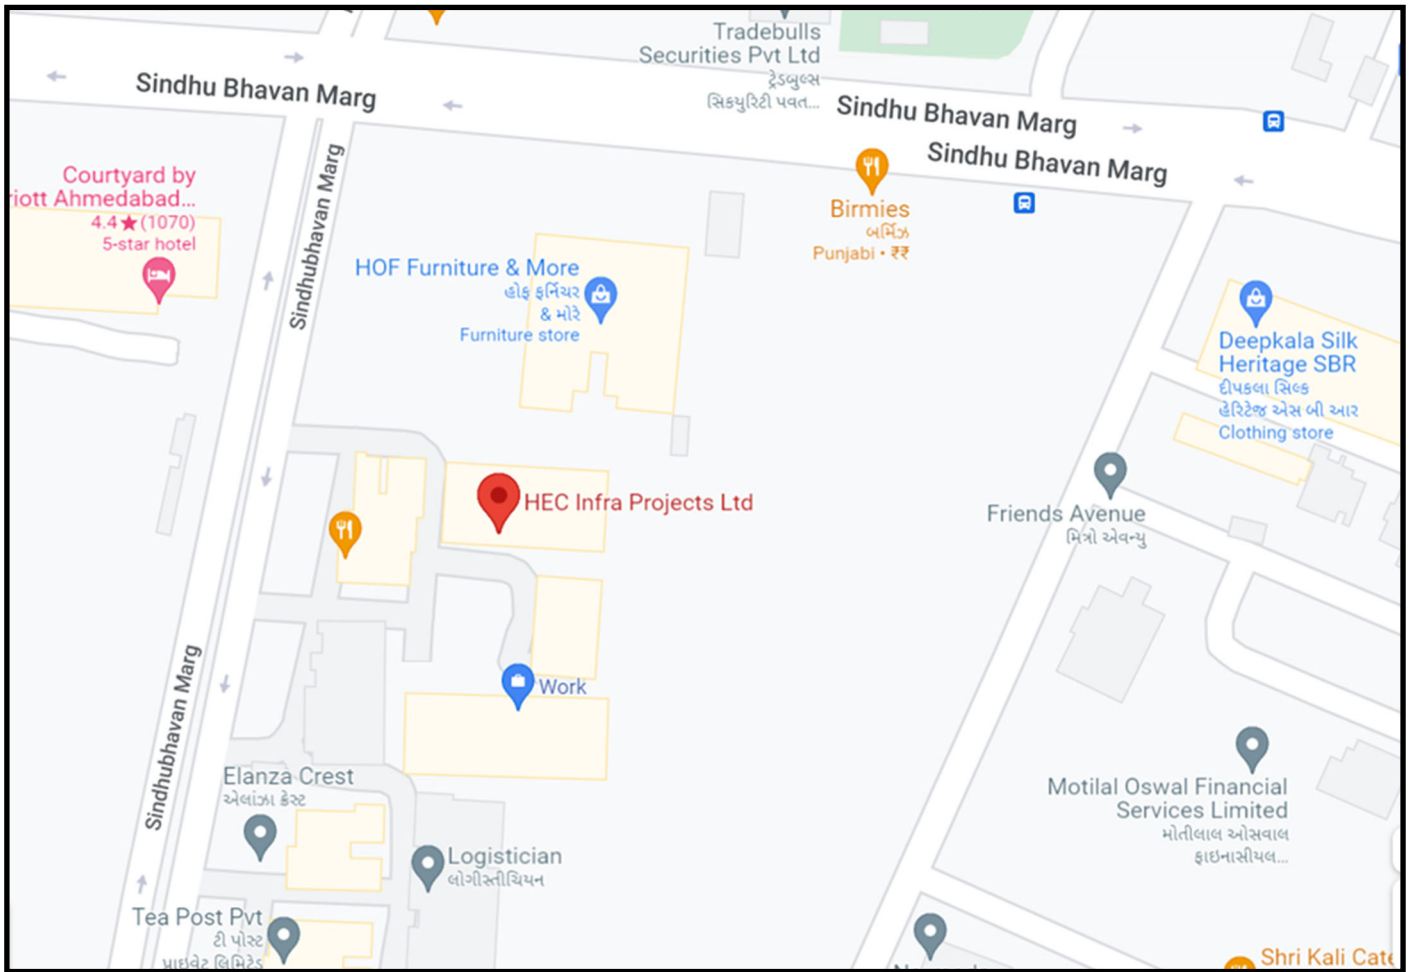 Tradebulls
Securities Pvt Ltd
ટ્રેડબુલ્સ
સિક્યુરિટી પવત...
Sindhu Bhavan Marg
Sindhu Bhavan Marg
Sindhu Bhavan Marg
Sindhubhavan Marg
Courtyard by
riott Ahmedabad...
4.4★(1070)
5-star hotel
Birmies
બર્મિઝ
Punjabi • ₹₹
HOF Furniture & More
હોફ ફર્નિચર
& મોરે
Furniture store
Deepkala Silk
Heritage SBR
દીપકલા સિલ્ક
હેરિટેજ એસ બી આર
Clothing store
HEC Infra Projects Ltd
Friends Avenue
મિત્રો એવન્યુ
Sindhubhavan Marg
Work
Elanza Crest
એલાંઝા ક્રેસ્ટ
Motilal Oswal Financial
Services Limited
મોતીલાલ ઓસવાલ
ફાઇનાસીયલ...
Logistician
લોગીસ્તીચિયન
Tea Post Pvt
ટી પોસ્ટ
પ્રાઇવેટ લિમિટેડ
Shri Kali Cate